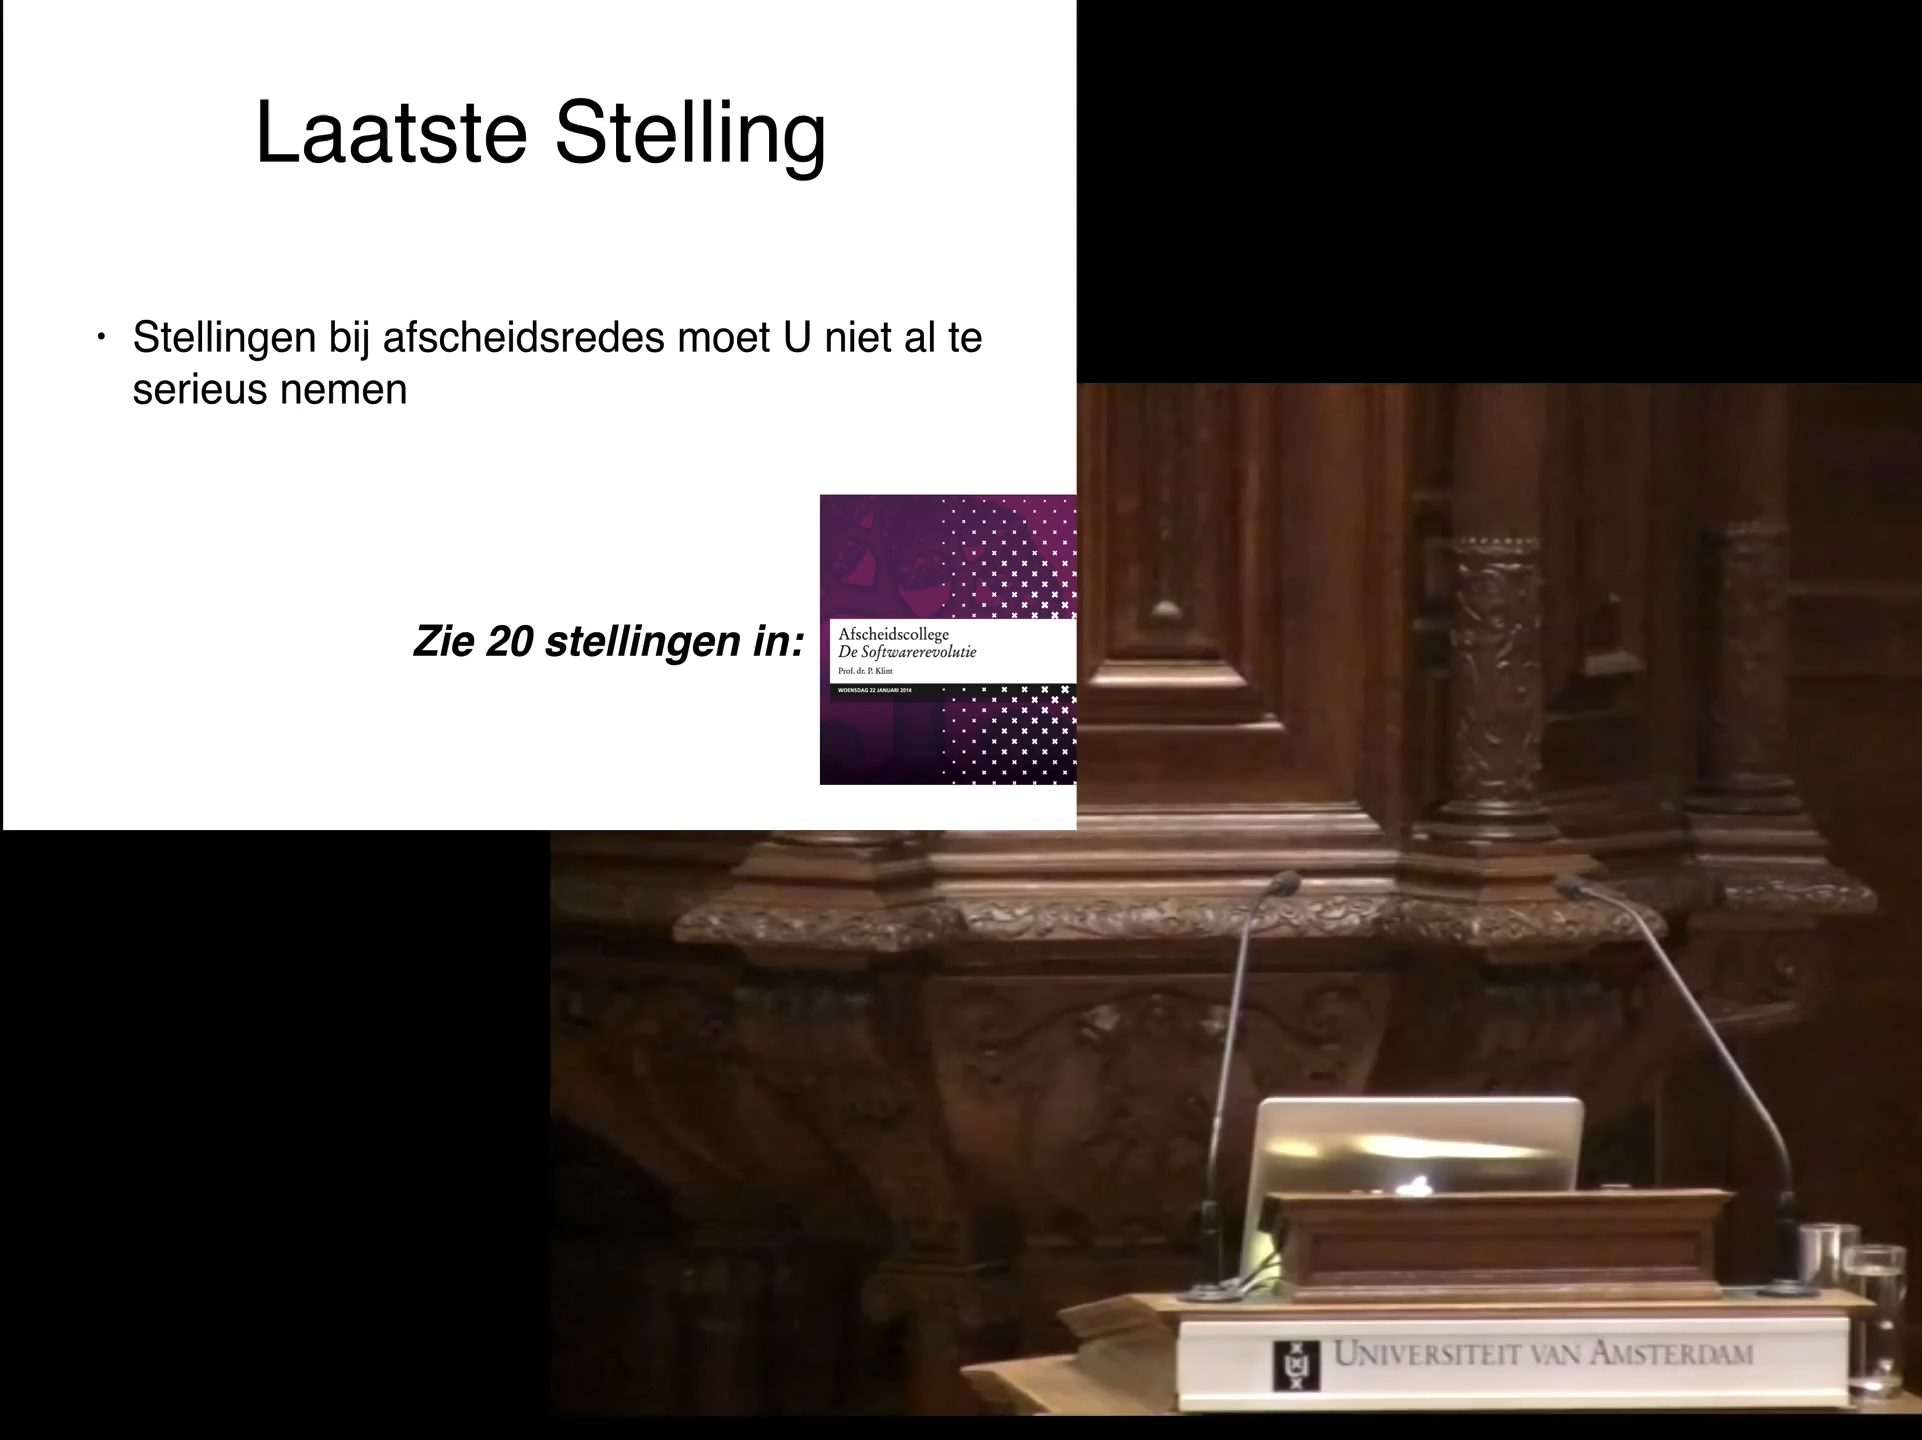 Laatste Stelling
• Stellingen bij afscheidsredes moet U niet al te
serieus nemen
Zie 20 stellingen in:
Afscheidscollege
De Softwarerevolutie
Prof. dr. P. Klint
WOENSDAG 22 JANUARI 2014
UNIVERSITEIT VAN AMSTERDAM